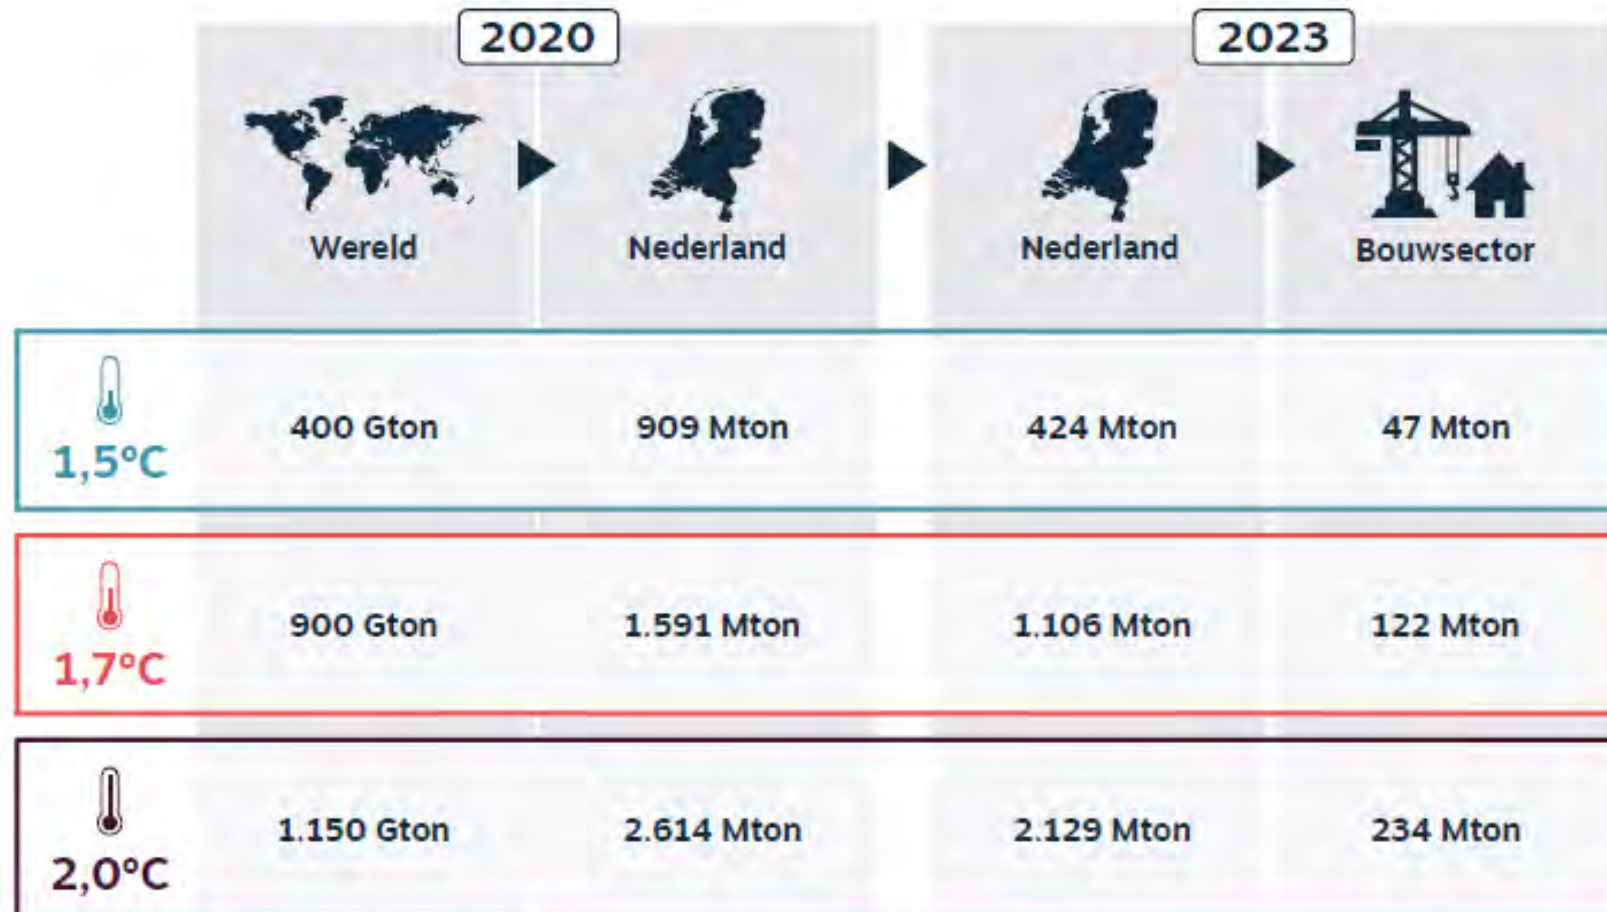 2020
2023
Wereld
Nederland
Nederland
Bouwsector
1,5°C
400 Gton
909 Mton
424 Mton
47 Mton
1,7°C
900 Gton
1.591 Mton
1.106 Mton
122 Mton
2,0°C
1.150 Gton
2.614 Mton
2.129 Mton
234 Mton